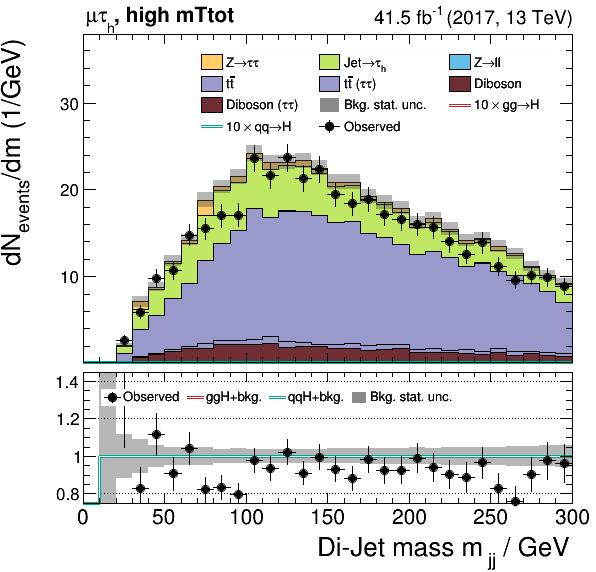 μτh, high mTtot 41.5 fb⁻¹ (2017, 13 TeV)
Z→ττ Jet→τh Z→ll
tt̄ tt̄ (ττ) Diboson
Diboson (ττ) Bkg. stat. unc. 10 × gg→H
10 × qq→H Observed
dNevents/dm (1/GeV)
30
20
10
Observed ggH+bkg. qqH+bkg. Bkg. stat. unc.
1.4
1.2
1
0.8
0 50 100 150 200 250 300
Di-Jet mass mjj / GeV